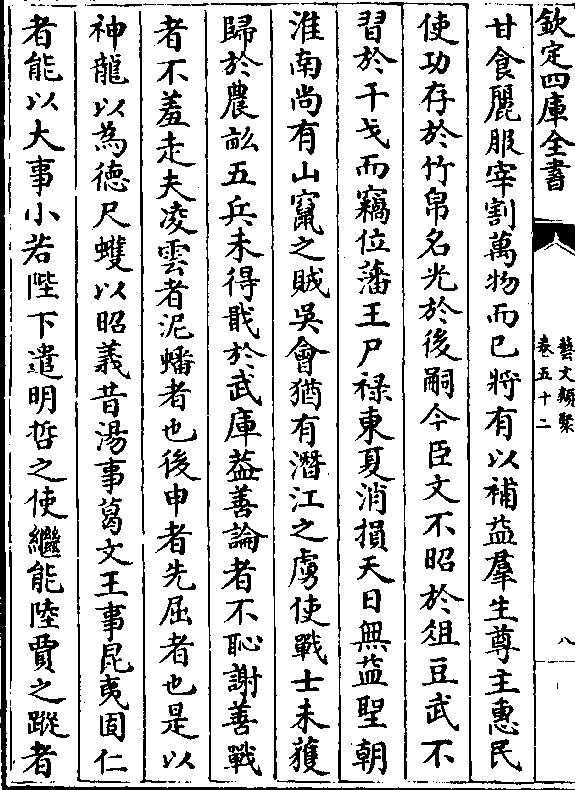 欽定四庫全書
藝文類聚
卷五十二
八
甘食麗服宰割萬物而已將有以補益羣生尊主惠民
使功存於竹帛名光於後嗣今臣文不昭於俎豆武不
習於干戈而竊位藩王尸禄東夏消損天日無益聖朝
淮南尚有山竄之賊吳會猶有潛江之虜使戰士未獲
歸於農畝五兵未得戢於武庫益善論者不恥謝善戰
者不羞走夫凌雲者泥蟠者也後申者先屈者也是以
神龍以為徳尺蠖以昭義昔湯事葛文王事昆夷固仁
者能以大事小若陛下遣明哲之使繼能陸賈之蹤者